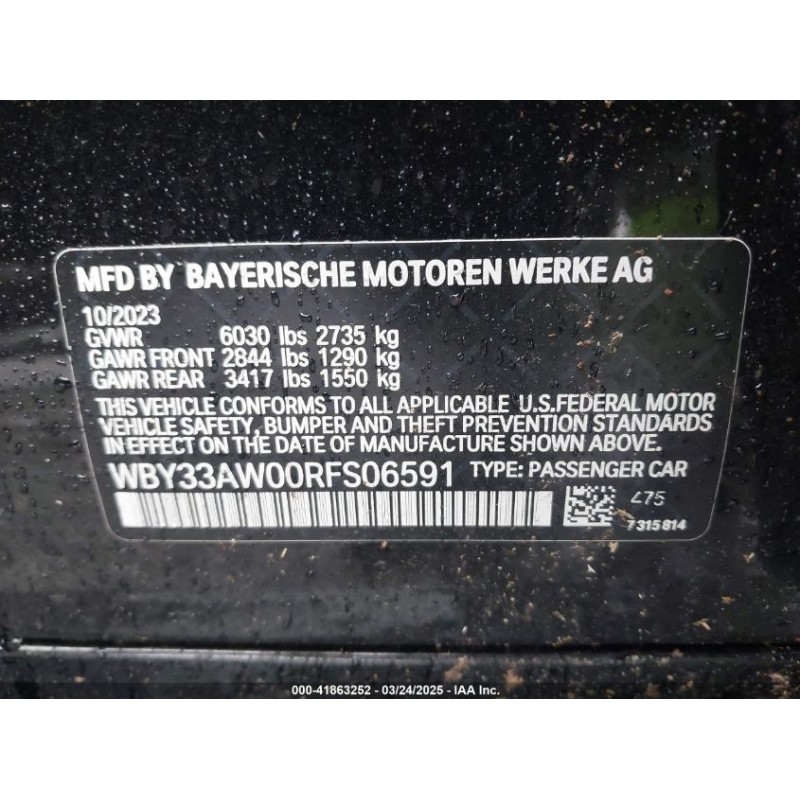 MFD BY BAYERISCHE MOTOREN WERKE AG
10/2023
GVWR 6030 lbs 2735 kg
GAWR FRONT 2844 lbs 1290 kg
GAWR REAR 3417 lbs 1550 kg
THIS VEHICLE CONFORMS TO ALL APPLICABLE U.S.FEDERAL MOTOR
VEHICLE SAFETY, BUMPER AND THEFT PREVENTION STANDARDS
IN EFFECT ON THE DATE OF MANUFACTURE SHOWN ABOVE.
WBY33AW00RFS06591 TYPE: PASSENGER CAR
475
7315814
000-41863252 - 03/24/2025 - IAA Inc.